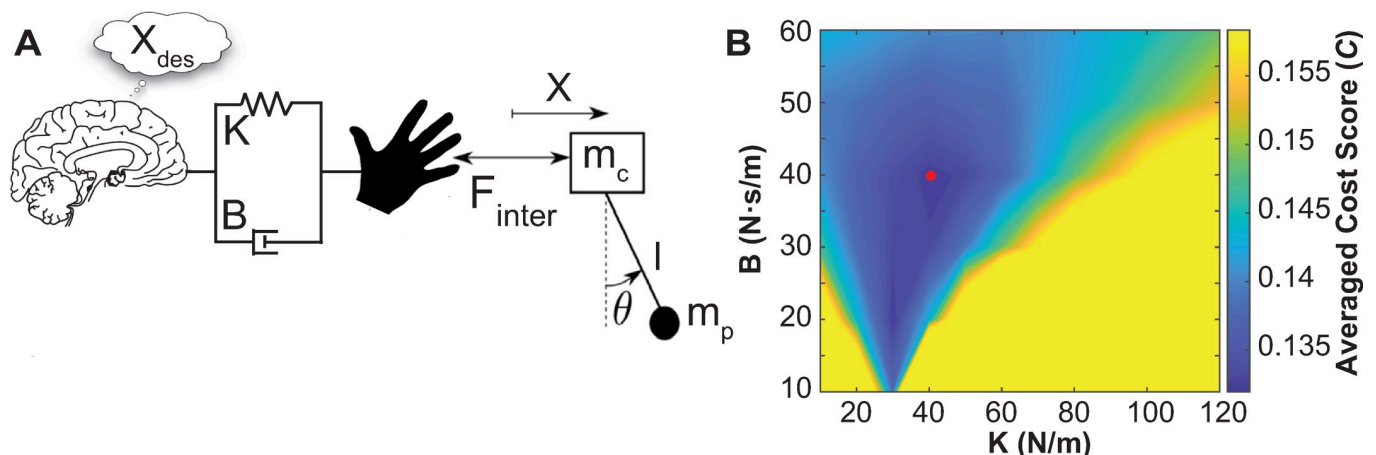 A
X des
K
B
F inter
X
m c
l
θ
m p
B
B (N·s/m)
60
50
40
30
20
10
20 40 60 80 100 120
K (N/m)
0.155
0.15
0.145
0.14
0.135
Averaged Cost Score (C)